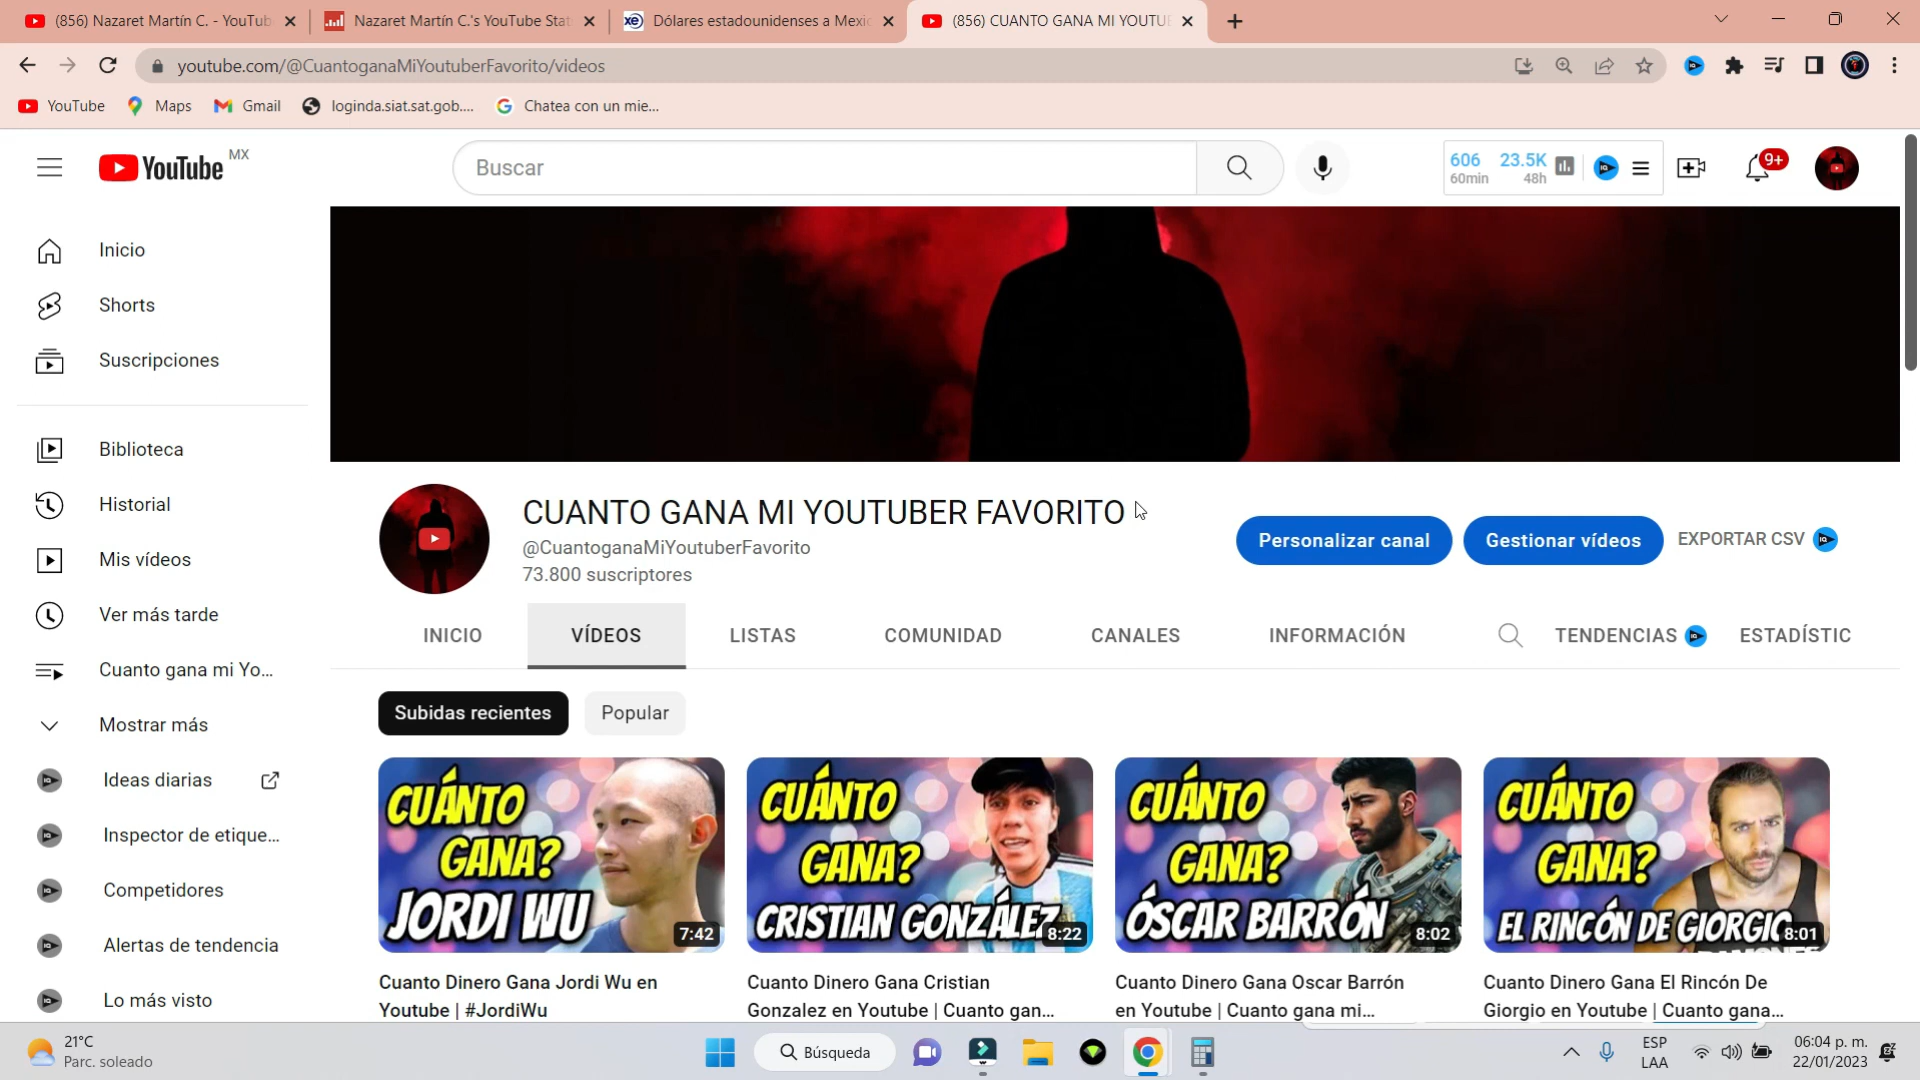 (856) Nazaret Martín C. - YouTub
Nazaret Martín C.'s YouTube Stat
Dólares estadounidenses a Mexic
(856) CUANTO GANA MI YOUTUE
youtube.com/@CuantoganaMiYoutuberFavorito/videos
YouTube
Maps
Gmail
loginda.siat.sat.gob....
Chatea con un mie...
YouTube MX
Buscar
606 23.5K
60min 48h
9+
Inicio
Shorts
Suscripciones
Biblioteca
Historial
Mis vídeos
Ver más tarde
Cuanto gana mi Yo...
Mostrar más
Ideas diarias
Inspector de etique...
Competidores
Alertas de tendencia
Lo más visto
CUANTO GANA MI YOUTUBER FAVORITO
@CuantoganaMiYoutuberFavorito
73.800 suscriptores
Personalizar canal
Gestionar vídeos
EXPORTAR CSV
INICIO
VÍDEOS
LISTAS
COMUNIDAD
CANALES
INFORMACIÓN
TENDENCIAS
ESTADÍSTIC
Subidas recientes
Popular
CUÁNTO
GANA?
JORDI WU
7:42
CUÁNTO
GANA?
CRISTIAN GONZÁLEZ
8:22
CUÁNTO
GANA?
ÓSCAR BARRÓN
8:02
CUÁNTO
GANA?
EL RINCÓN DE GIORGIO
8:01
Cuanto Dinero Gana Jordi Wu en
Youtube | #JordiWu
Cuanto Dinero Gana Cristian
Gonzalez en Youtube | Cuanto gan...
Cuanto Dinero Gana Oscar Barrón
en Youtube | Cuanto gana mi...
Cuanto Dinero Gana El Rincón De
Giorgio en Youtube | Cuanto gana...
21°C
Parc. soleado
Búsqueda
ESP
LAA
06:04 p. m.
22/01/2023